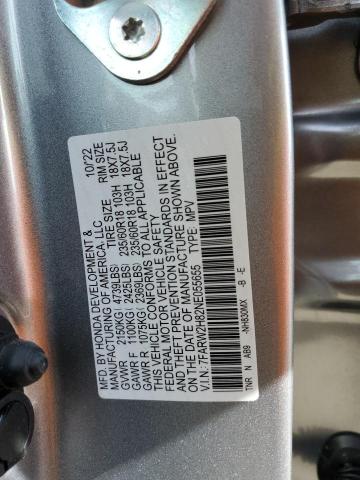 MFD. BY HONDA DEVELOPMENT & 10/22
MANUFACTURING OF AMERICA, LLC TIRE SIZE RIM SIZE
GVWR 2150KG( 4739LBS) 235/60R18 103H 18X7.5J
GAWR F 1100KG( 2425LBS) 235/60R18 103H 18X7.5J
GAWR R 1075KG( 2369LBS)
THIS VEHICLE CONFORMS TO ALL APPLICABLE
FEDERAL MOTOR VEHICLE SAFETY
AND THEFT PREVENTION STANDARDS IN EFFECT
ON THE DATE OF MANUFACTURE SHOWN ABOVE.
V.I.N.: 7FARW2H82NE055655 TYPE: MPV
TNR N AB9 -NH830MX -B -E